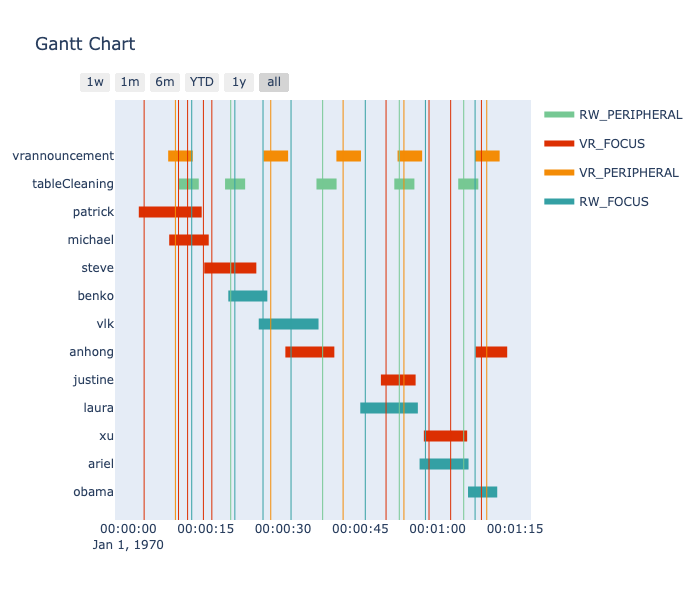 Gantt Chart
1w 1m 6m YTD 1y all
RW_PERIPHERAL
VR_FOCUS
VR_PERIPHERAL
RW_FOCUS
vrannouncement
tableCleaning
patrick
michael
steve
benko
vlk
anhong
justine
laura
xu
ariel
obama
00:00:00 00:00:15 00:00:30 00:00:45 00:01:00 00:01:15
Jan 1, 1970